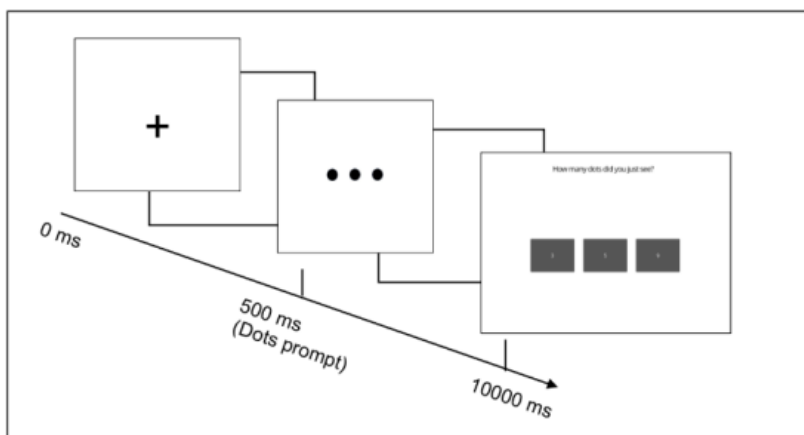 How many dots did you just see?
0 ms
500 ms
(Dots prompt)
10000 ms